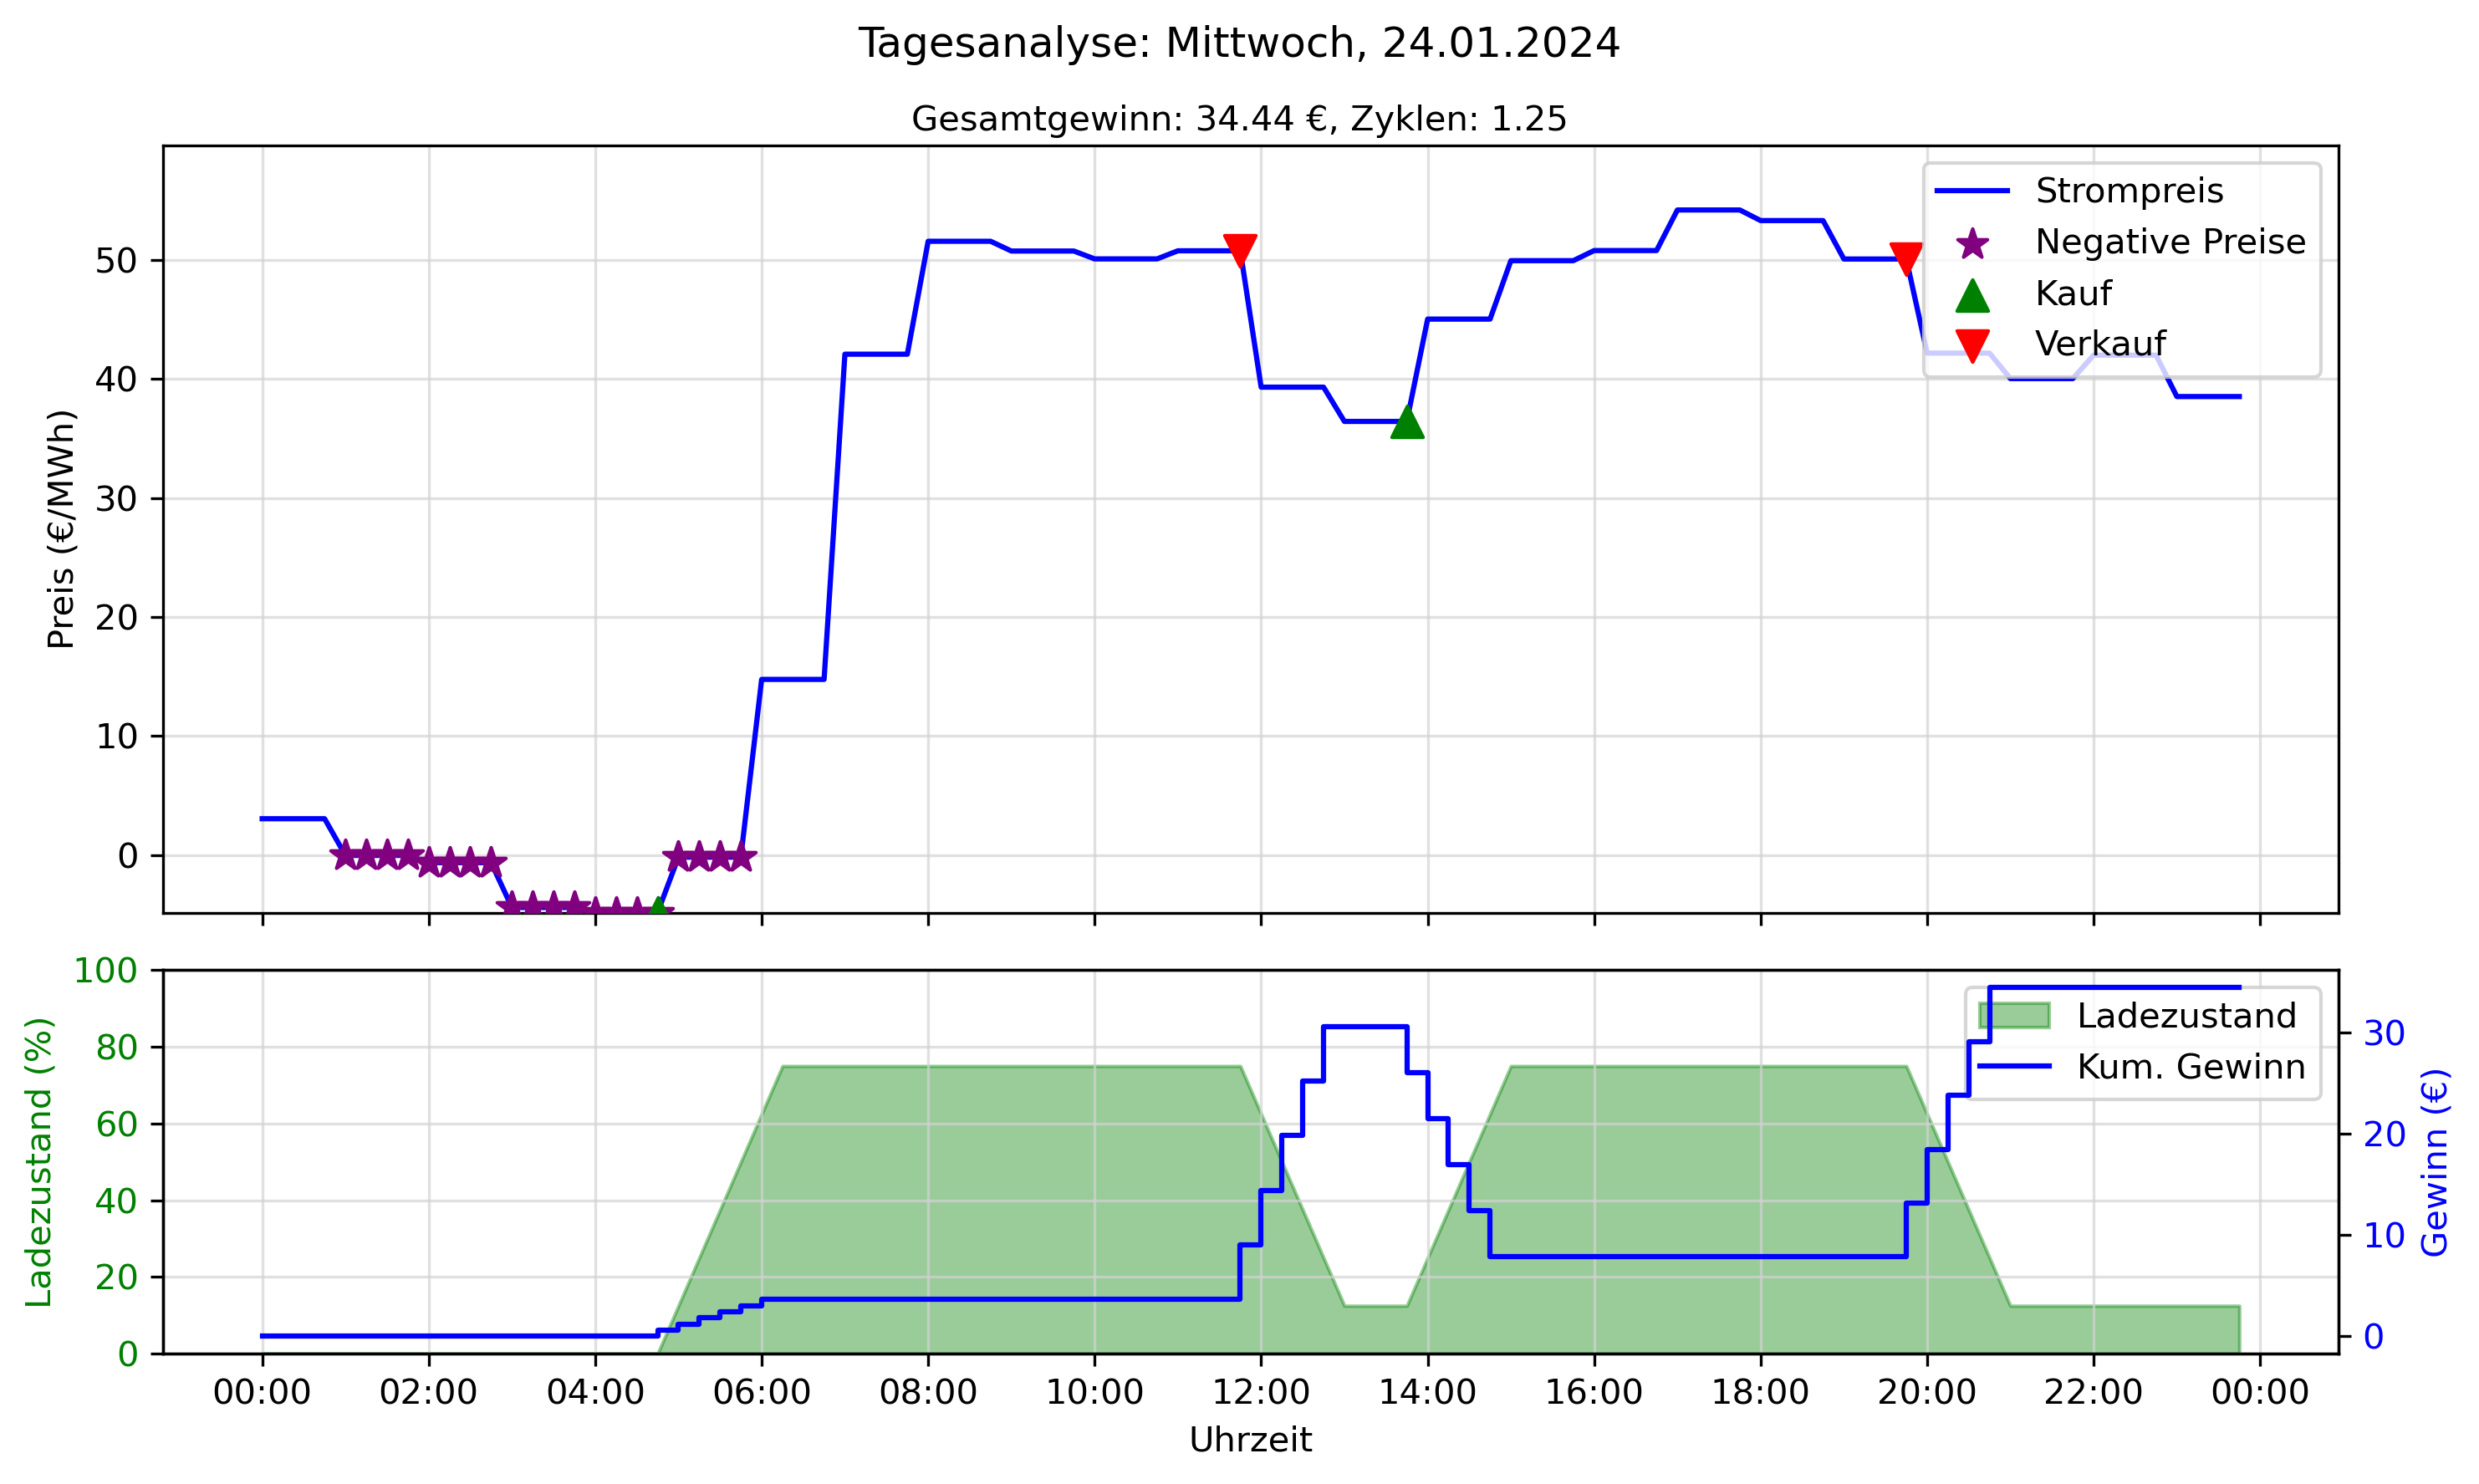 Tagesanalyse: Mittwoch, 24.01.2024
Gesamtgewinn: 34.44 €, Zyklen: 1.25
Preis (€/MWh)
50
40
30
20
10
0
Strompreis
Negative Preise
Kauf
Verkauf
Ladezustand (%)
100
80
60
40
20
0
Ladezustand
Kum. Gewinn
30
20
10
0
Gewinn (€)
00:00 02:00 04:00 06:00 08:00 10:00 12:00 14:00 16:00 18:00 20:00 22:00 00:00
Uhrzeit